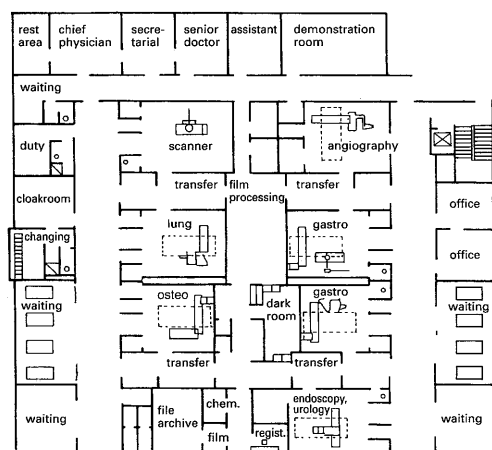 rest
area
chief
physician
secre-
tarial
senior
doctor
assistant
demonstration
room
waiting
duty
scanner
angiography
transfer
film
processing
transfer
cloakroom
office
lung
gastro
changing
office
osteo
gastro
waiting
dark
room
waiting
transfer
transfer
waiting
file
archive
chem.
film
regist.
endoscopy,
urology
waiting